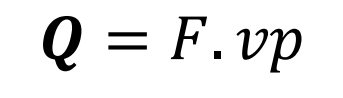 Q = F. vp